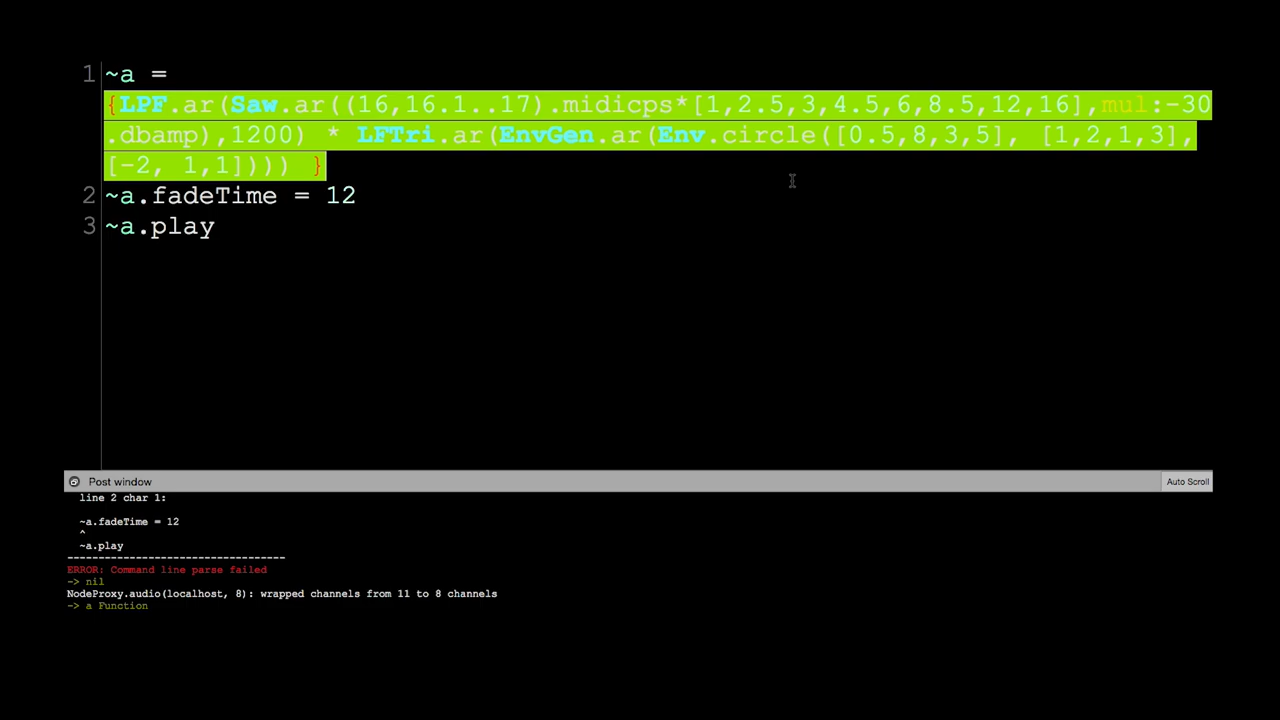 1 ~a =
{LPF.ar(Saw.ar((16,16.1..17).midicps*[1,2.5,3,4.5,6,8.5,12,16],mul:-30
.dbamp),1200) * LFTri.ar(EnvGen.ar(Env.circle([0.5,8,3,5], [1,2,1,3],
[-2, 1,1]))) }
2 ~a.fadeTime = 12
3 ~a.play
Post window Auto Scroll
line 2 char 1:
~a.fadeTime = 12
^
~a.play
-----------------------------------
ERROR: Command line parse failed
-> nil
NodeProxy.audio(localhost, 8): wrapped channels from 11 to 8 channels
-> a Function